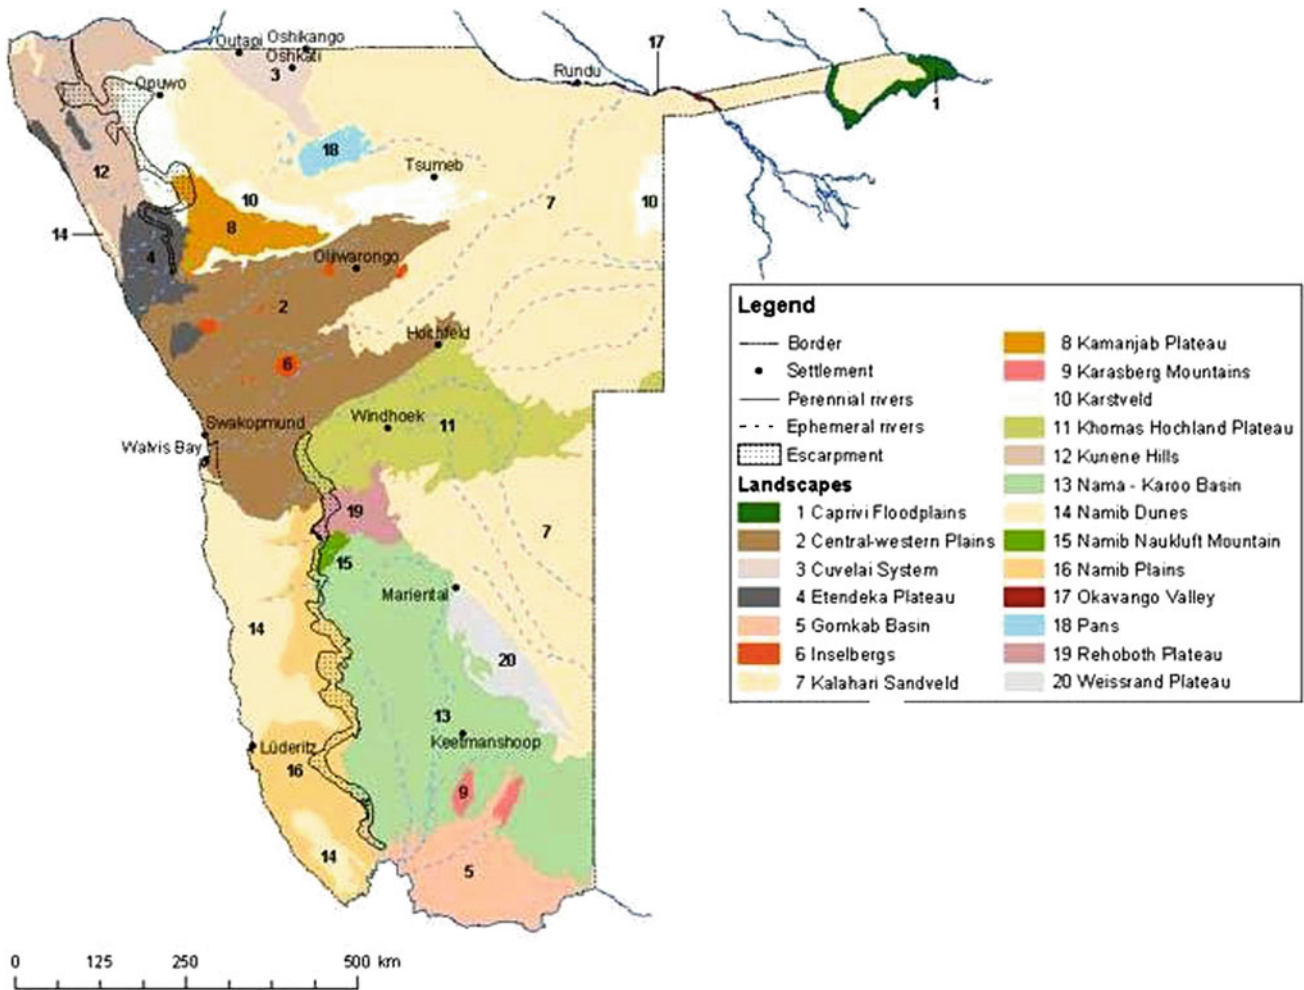 Outapi
Oshikango
Oshkati
3
17
Rundu
1
Opuwo
18
12
Tsumeb
10
7
10
8
14
4
Otjiwarongo
2
Hochfeld
6
Swakopmund
Windhoek
11
Walvis Bay
19
7
15
Mariental
14
20
13
Keetmanshoop
Lüderitz
16
9
14
5
0 125 250 500 km
Legend
Border
Settlement
Perennial rivers
Ephemeral rivers
Escarpment
Landscapes
1 Caprivi Floodplains
2 Central-western Plains
3 Cuvelai System
4 Etendeka Plateau
5 Gomkab Basin
6 Inselbergs
7 Kalahari Sandveld
8 Kamanjab Plateau
9 Karasberg Mountains
10 Karstveld
11 Khomas Hochland Plateau
12 Kunene Hills
13 Nama - Karoo Basin
14 Namib Dunes
15 Namib Naukluft Mountain
16 Namib Plains
17 Okavango Valley
18 Pans
19 Rehoboth Plateau
20 Weissrand Plateau